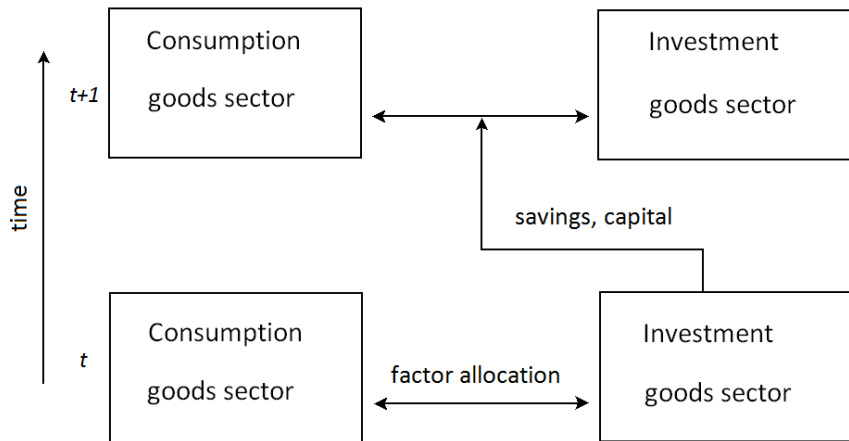 Consumption
goods sector
Investment
goods sector
t+1
time
savings, capital
Consumption
goods sector
Investment
goods sector
t
factor allocation